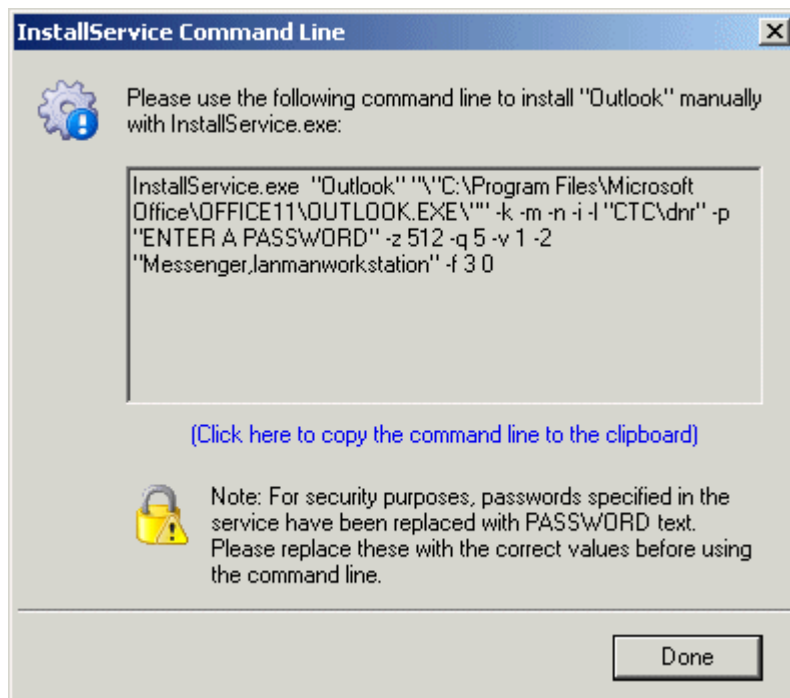 InstallService Command Line
Please use the following command line to install "Outlook" manually
with InstallService.exe:
InstallService.exe  "Outlook" "\"C:\Program Files\Microsoft
Office\OFFICE11\OUTLOOK.EXE\"" -k -m -n -i -l "CTC\dnr" -p
"ENTER A PASSWORD" -z 512 -q 5 -v 1 -2
"Messenger,lanmanworkstation" -f 3 0
(Click here to copy the command line to the clipboard)
Note: For security purposes, passwords specified in the
service have been replaced with PASSWORD text.
Please replace these with the correct values before using
the command line.
Done